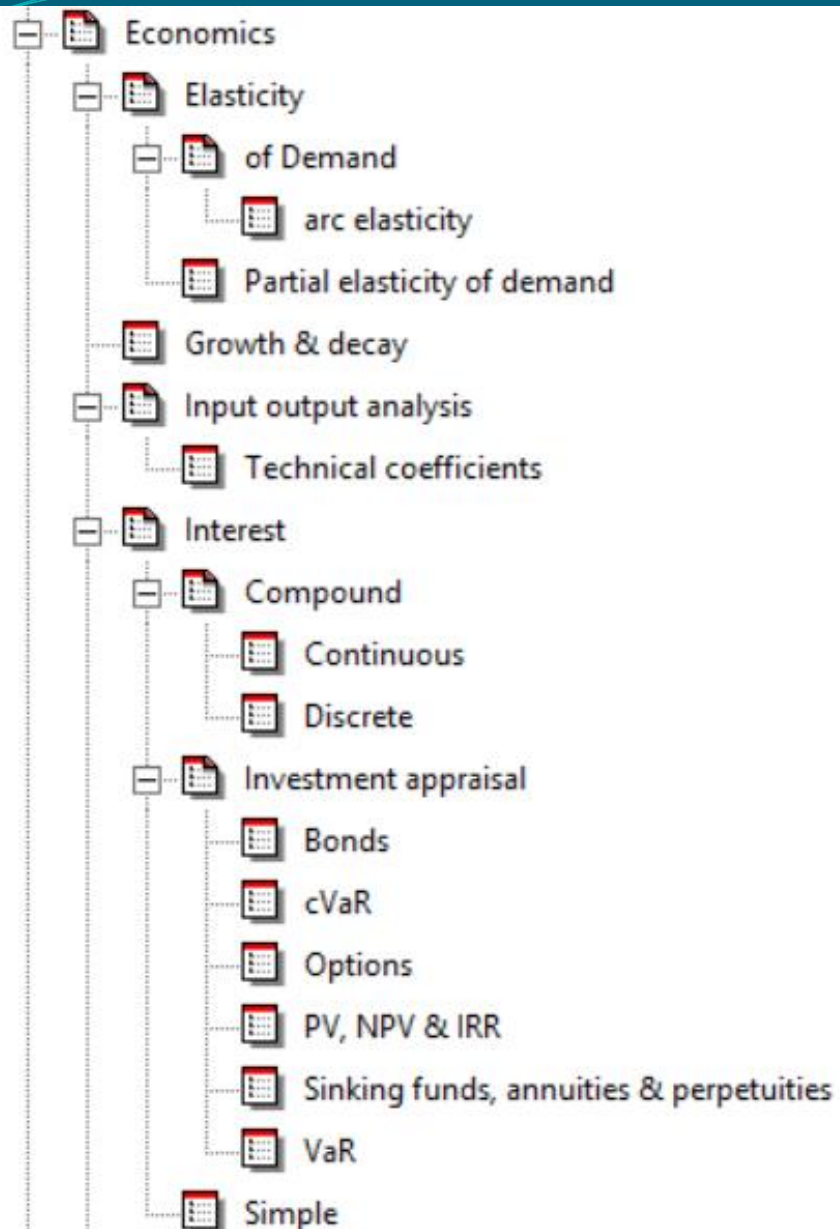 Economics
Elasticity
of Demand
arc elasticity
Partial elasticity of demand
Growth & decay
Input output analysis
Technical coefficients
Interest
Compound
Continuous
Discrete
Investment appraisal
Bonds
cVaR
Options
PV, NPV & IRR
Sinking funds, annuities & perpetuities
VaR
Simple